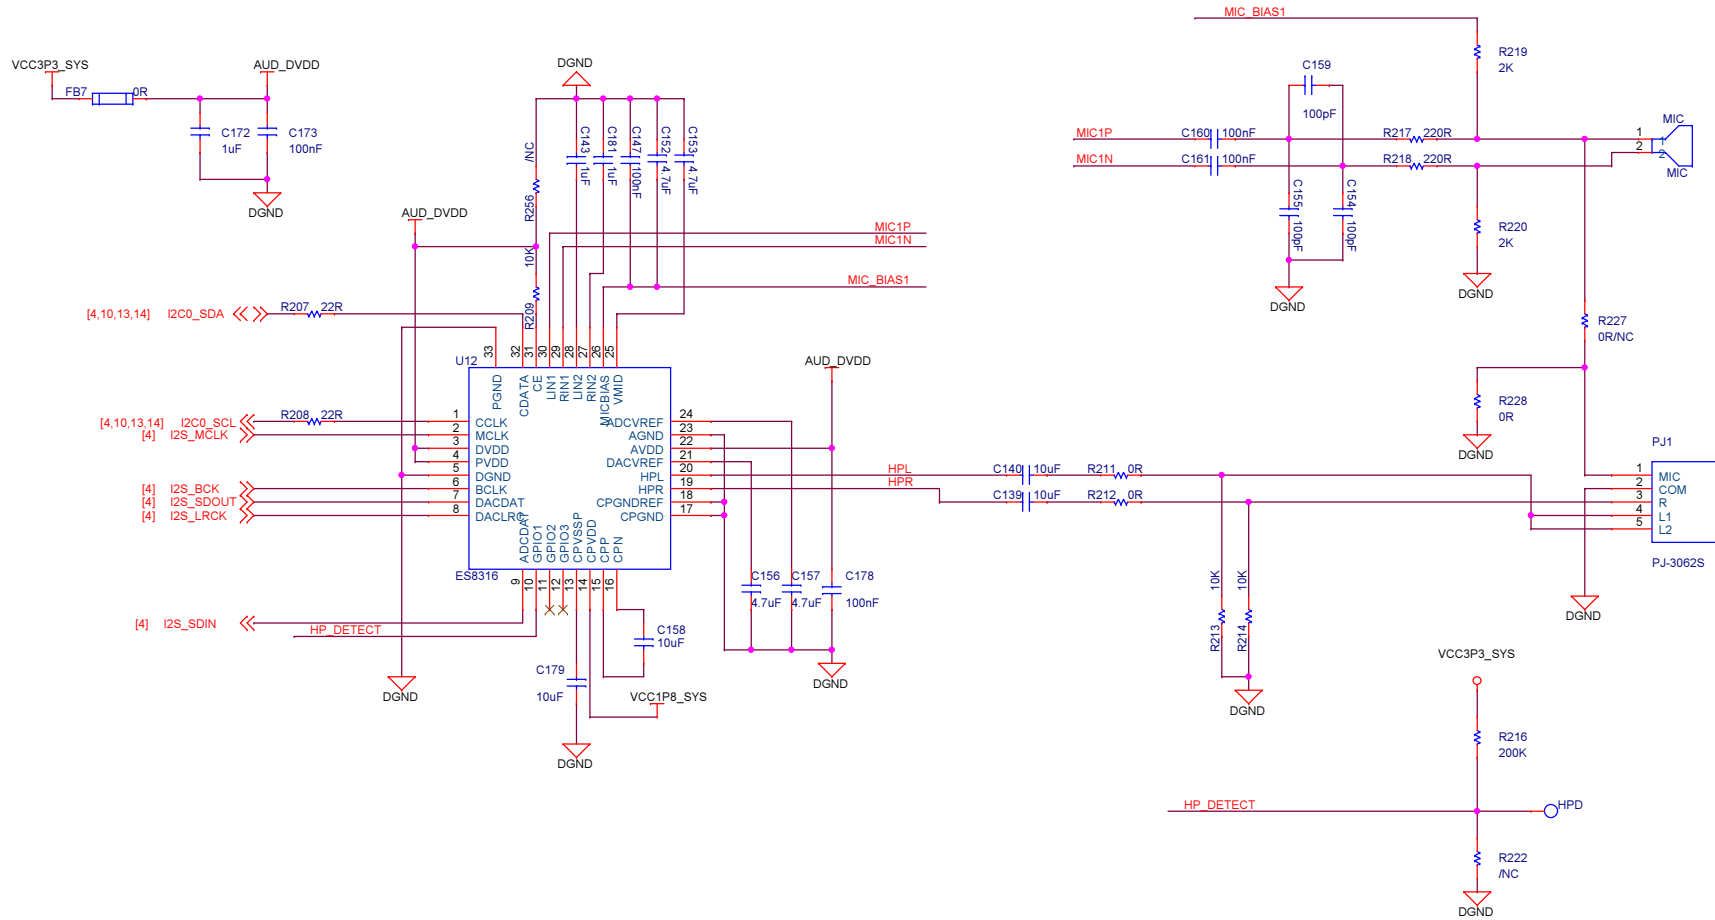 MIC_BIAS1
R219
2K
VCC3P3_SYS
AUD_DVDD
FB7
0R
C172
1uF
C173
100nF
DGND
DGND
/NC
R256
10K
R209
C143
1uF
C181
1uF
C147
100nF
C152
4.7uF
C153
4.7uF
AUD_DVDD
MIC1P
MIC1N
MIC_BIAS1
C159
100pF
MIC1P
C160
100nF
R217
220R
MIC1N
C161
100nF
R218
220R
C155
100pF
C154
100pF
DGND
1
2
MIC
1
2
MIC
R220
2K
DGND
R227
0R/NC
R228
0R
DGND
[4,10,13,14]
I2C0_SDA
R207
22R
[4,10,13,14]
I2C0_SCL
R208
22R
[4]
I2S_MCLK
[4]
I2S_BCK
[4]
I2S_SDOUT
[4]
I2S_LRCK
[4]
I2S_SDIN
HP_DETECT
DGND
U12
33
32
31
30
29
28
27
26
25
PGND
CDATA
CE
LIN1
RIN1
LIN2
RIN2
MICBIAS
VMID
1
CCLK
2
MCLK
3
DVDD
4
PVDD
5
DGND
6
BCLK
7
DACDAT
8
DACLRC
24
ADCVREF
23
AGND
22
AVDD
21
DACVREF
20
HPL
19
HPR
18
CPGNDREF
17
CPGND
ADCDAT
GPIO1
GPIO2
GPIO3
CPVSSP
CPVDD
CPP
CPN
ES8316
9
10
11
12
13
14
15
16
C179
10uF
DGND
C158
10uF
VCC1P8_SYS
AUD_DVDD
C156
4.7uF
C157
4.7uF
C178
100nF
DGND
HPL
HPR
C140
10uF
R211
0R
C139
10uF
R212
0R
10K
R213
10K
R214
DGND
PJ1
1
MIC
2
COM
3
R
4
L1
5
L2
PJ-3062S
DGND
VCC3P3_SYS
R216
200K
HP_DETECT
HPD
R222
/NC
DGND